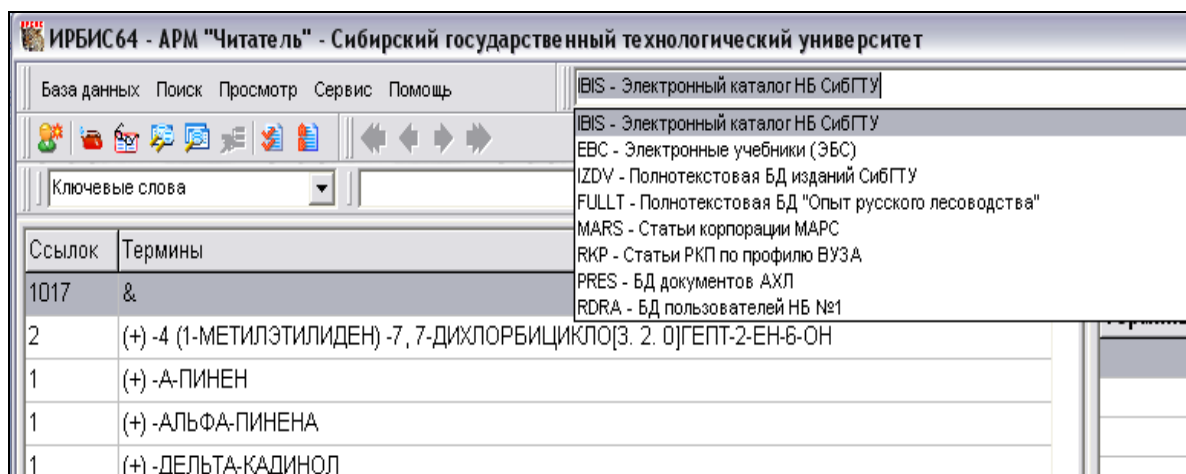 ИРБИС64 - АРМ "Читатель" - Сибирский государственный технологический университет
База данных Поиск Просмотр Сервис Помощь
IBIS - Электронный каталог НБ СибГТУ
IBIS - Электронный каталог НБ СибГТУ
EBC - Электронные учебники (ЭБС)
IZDV - Полнотекстовая БД изданий СибГТУ
FULLT - Полнотекстовая БД "Опыт русского лесоводства"
MARS - Статьи корпорации МАРС
RKP - Статьи РКП по профилю ВУЗА
PRES - БД документов АХЛ
RDRA - БД пользователей НБ №1
Ключевые слова
Ссылок Термины
1017 &
2 (+) -4 (1-МЕТИЛЭТИЛИДЕН) -7, 7-ДИХЛОРБИЦИКЛО[3. 2. 0]ГЕПТ-2-ЕН-6-ОН
1 (+) -А-ПИНЕН
1 (+) -АЛЬФА-ПИНЕНА
1 (+) -ДЕЛЬТА-КАДИНОЛ